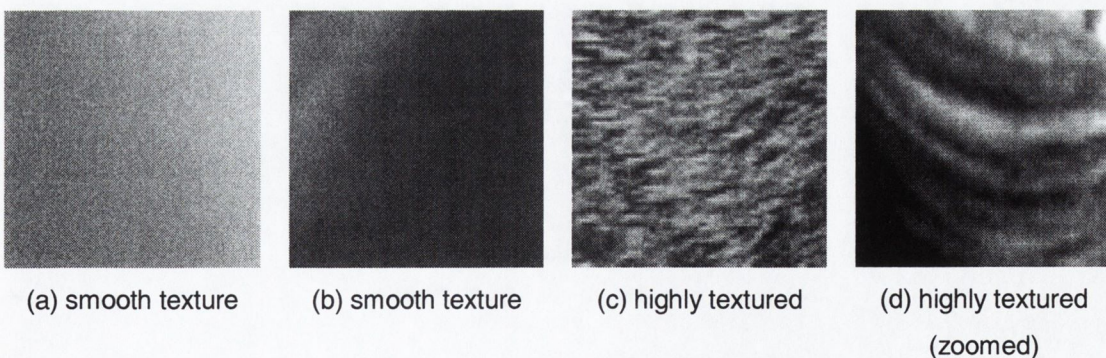 (a) smooth texture
(b) smooth texture
(c) highly textured
(d) highly textured
(zoomed)